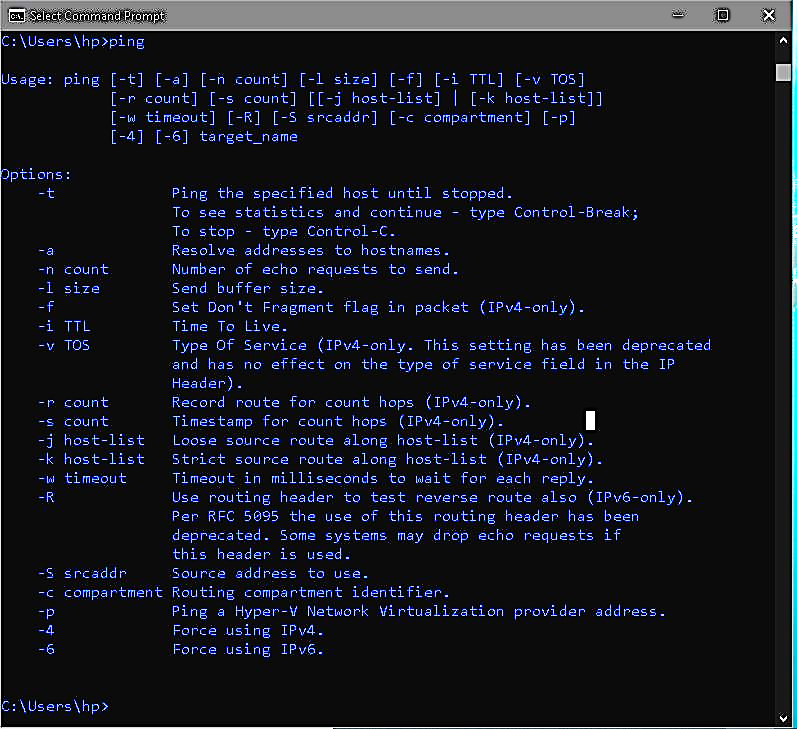 Select Command Prompt
C:\Users\hp>ping
Usage: ping [-t] [-a] [-n count] [-l size] [-f] [-i TTL] [-v TOS]
[-r count] [-s count] [[-j host-list] | [-k host-list]]
[-w timeout] [-R] [-S srcaddr] [-c compartment] [-p]
[-4] [-6] target_name
Options:
-t Ping the specified host until stopped.
To see statistics and continue - type Control-Break;
To stop - type Control-C.
-a Resolve addresses to hostnames.
-n count Number of echo requests to send.
-l size Send buffer size.
-f Set Don't Fragment flag in packet (IPv4-only).
-i TTL Time To Live.
-v TOS Type Of Service (IPv4-only. This setting has been deprecated
and has no effect on the type of service field in the IP
Header).
-r count Record route for count hops (IPv4-only).
-s count Timestamp for count hops (IPv4-only).
-j host-list Loose source route along host-list (IPv4-only).
-k host-list Strict source route along host-list (IPv4-only).
-w timeout Timeout in milliseconds to wait for each reply.
-R Use routing header to test reverse route also (IPv6-only).
Per RFC 5095 the use of this routing header has been
deprecated. Some systems may drop echo requests if
this header is used.
-S srcaddr Source address to use.
-c compartment Routing compartment identifier.
-p Ping a Hyper-V Network Virtualization provider address.
-4 Force using IPv4.
-6 Force using IPv6.
C:\Users\hp>